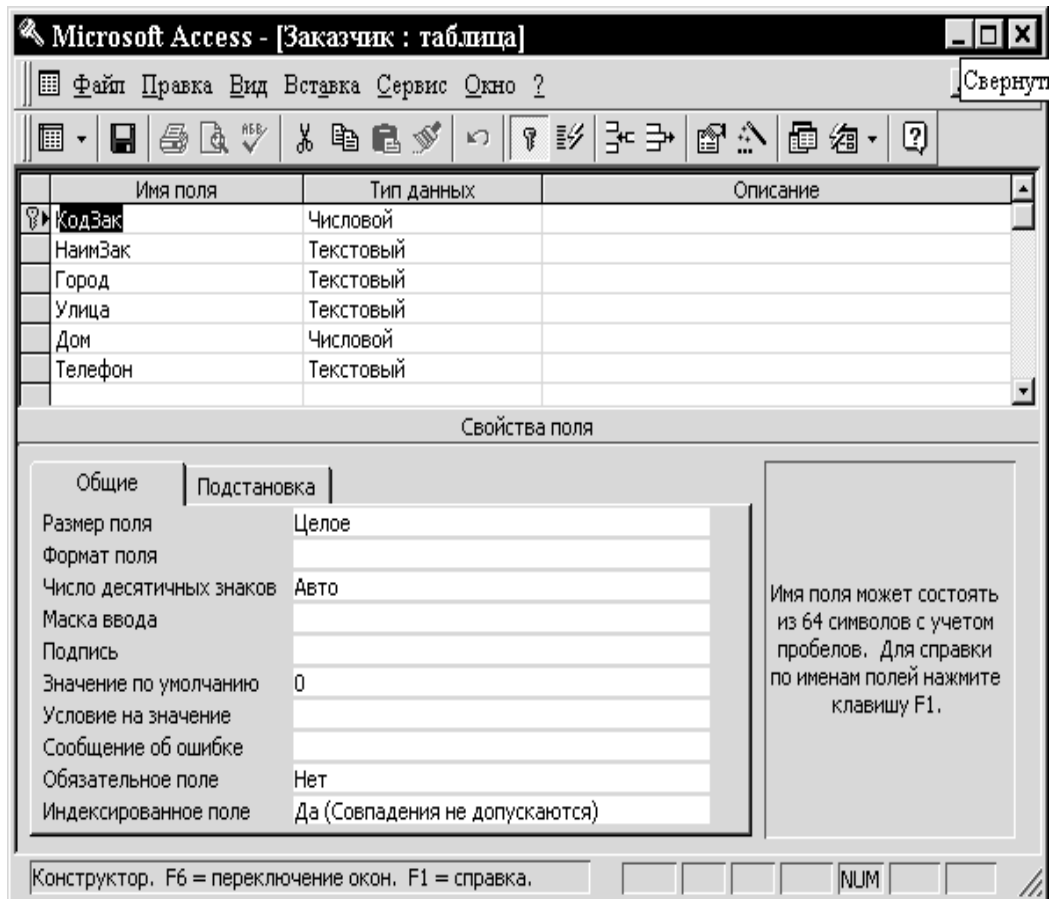 Microsoft Access - [Заказчик : таблица]
Файл Правка Вид Вставка Сервис Окно ?
Свернуть
Имя поля Тип данных Описание
КодЗак Числовой
НаимЗак Текстовый
Город Текстовый
Улица Текстовый
Дом Числовой
Телефон Текстовый
Свойства поля
Общие Подстановка
Размер поля Целое
Формат поля
Число десятичных знаков Авто
Маска ввода
Подпись
Значение по умолчанию 0
Условие на значение
Сообщение об ошибке
Обязательное поле Нет
Индексированное поле Да (Совпадения не допускаются)
Имя поля может состоять
из 64 символов с учетом
пробелов. Для справки
по именам полей нажмите
клавишу F1.
Конструктор. F6 = переключение окон. F1 = справка. NUM